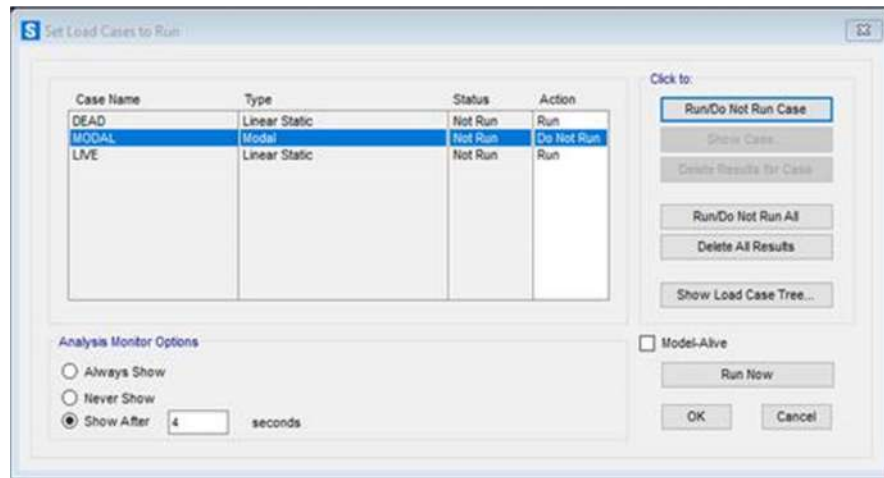 S Set Load Cases to Run
Click to:
Case Name Type Status Action
DEAD Linear Static Not Run Run
MODAL Modal Not Run Do Not Run
LIVE Linear Static Not Run Run
Run/Do Not Run Case
Show Case...
Delete Results for Case
Run/Do Not Run All
Delete All Results
Show Load Case Tree...
Analysis Monitor Options
Always Show
Never Show
Show After 4 seconds
Model-Alive
Run Now
OK Cancel